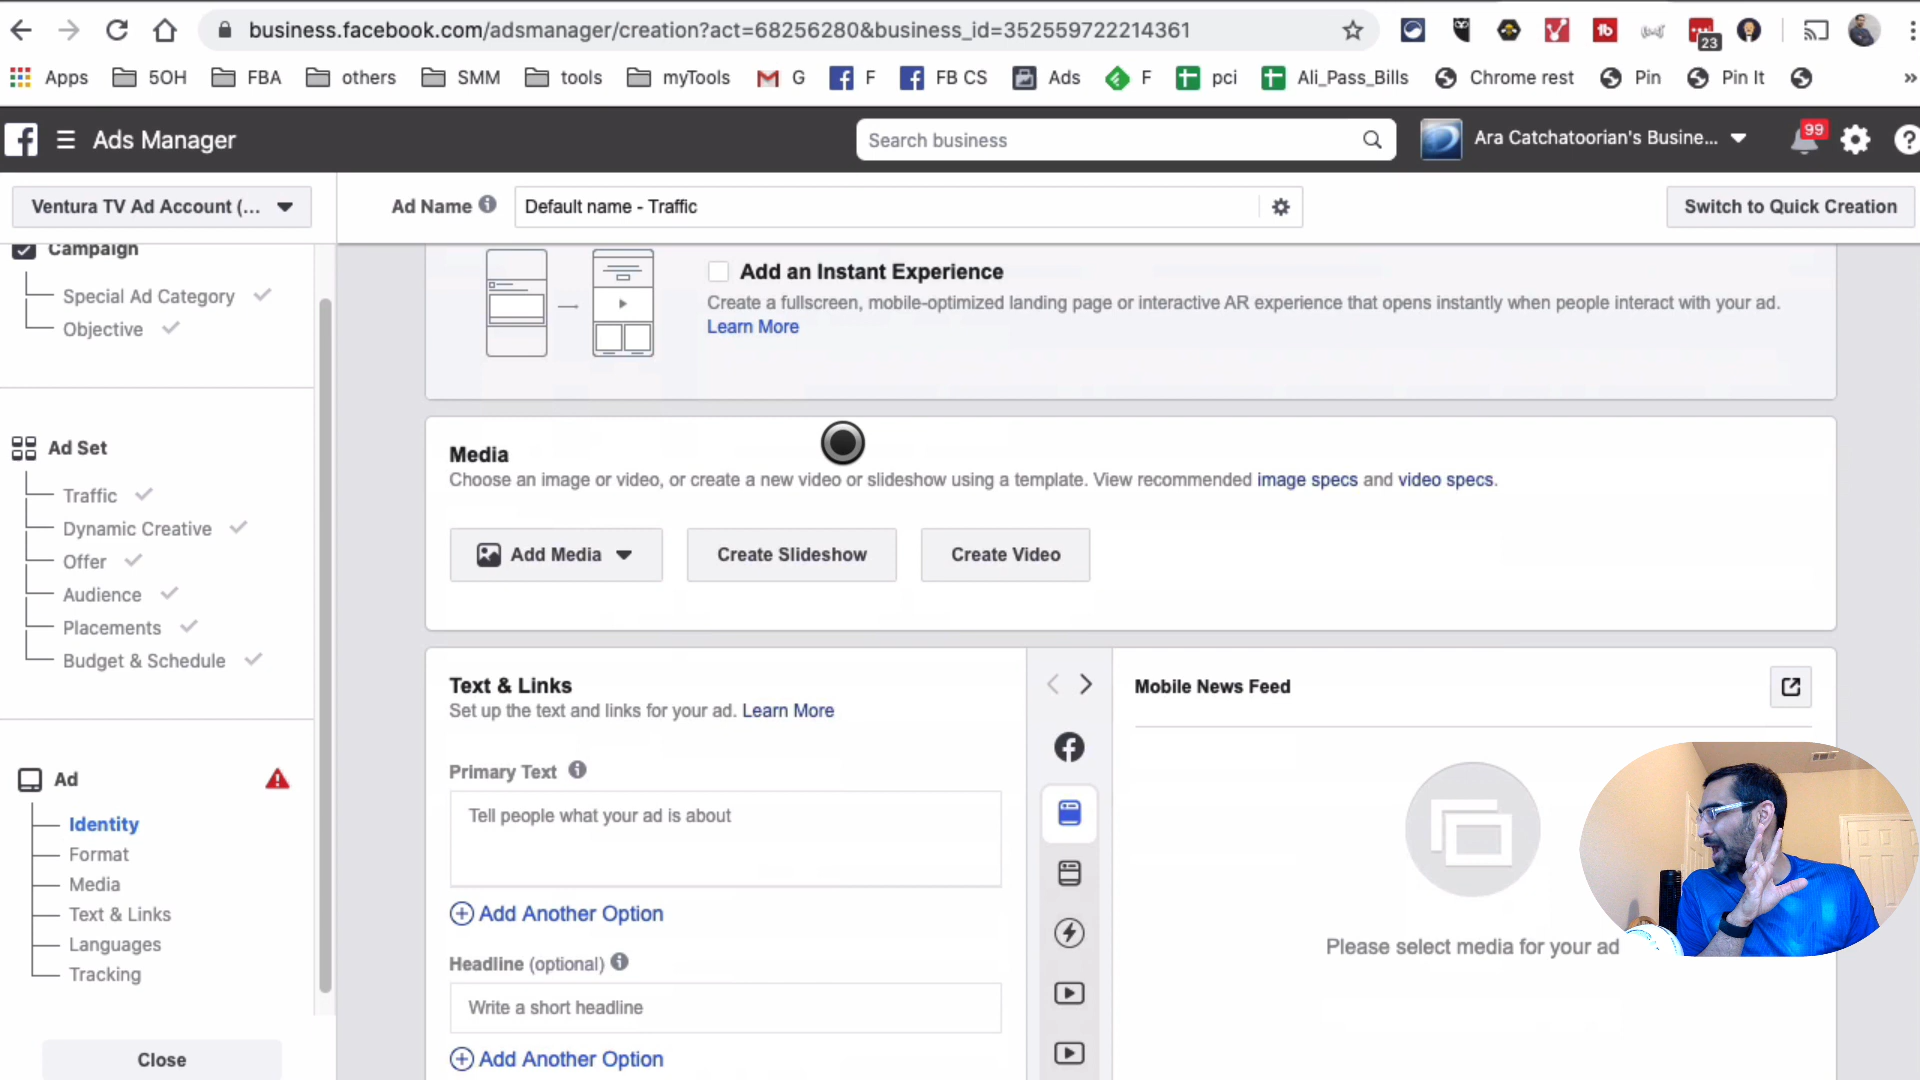 business.facebook.com/adsmanager/creation?act=68256280&business_id=352559722214361
23
Apps 5OH FBA others SMM tools myTools G F FB CS Ads F pci Ali_Pass_Bills Chrome rest Pin Pin It »
Ads Manager
Search business
Ara Catchatoorian's Busine...
99
Ventura TV Ad Account (...
Ad Name
Default name - Traffic
Switch to Quick Creation
Campaign
Special Ad Category
Objective
Ad Set
Traffic
Dynamic Creative
Offer
Audience
Placements
Budget & Schedule
Ad
Identity
Format
Media
Text & Links
Languages
Tracking
Close
Add an Instant Experience
Create a fullscreen, mobile-optimized landing page or interactive AR experience that opens instantly when people interact with your ad.
Learn More
Media
Choose an image or video, or create a new video or slideshow using a template. View recommended image specs and video specs.
Add Media
Create Slideshow
Create Video
Text & Links
Set up the text and links for your ad. Learn More
Primary Text
Tell people what your ad is about
Add Another Option
Headline (optional)
Write a short headline
Add Another Option
Mobile News Feed
Please select media for your ad